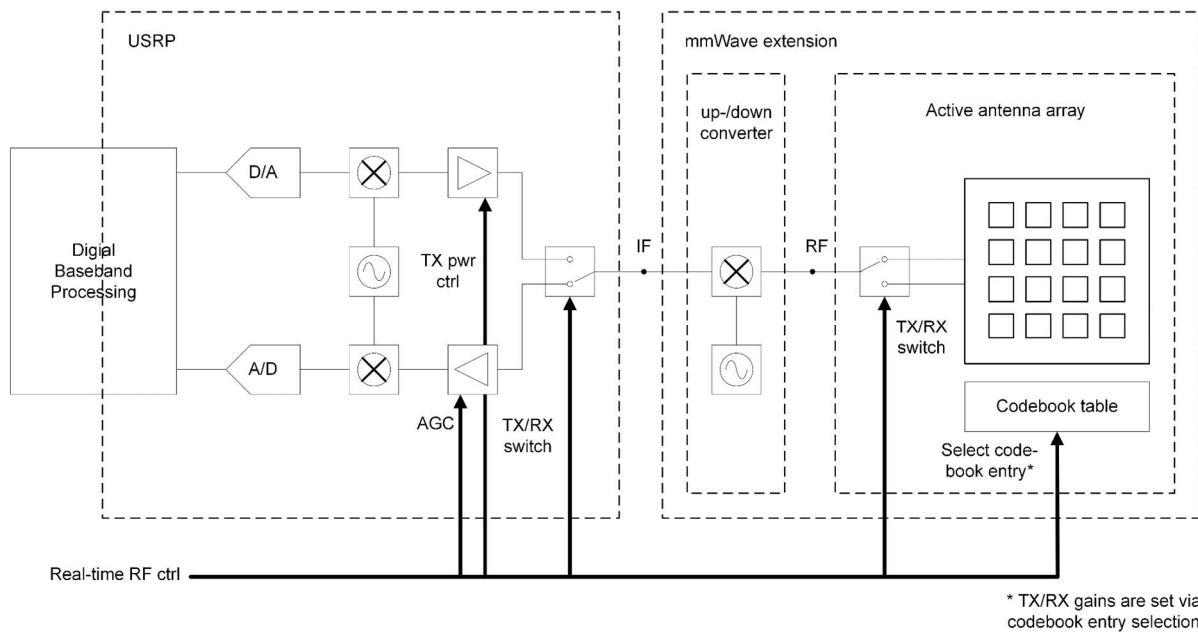 USRP
mmWave extension
up-/down
converter
Active antenna array
D/A
Digial
Baseband
Processing
TX pwr
ctrl
IF
RF
TX/RX
switch
A/D
AGC
TX/RX
switch
Codebook table
Select code-
book entry*
Real-time RF ctrl
* TX/RX gains are set via
codebook entry selection